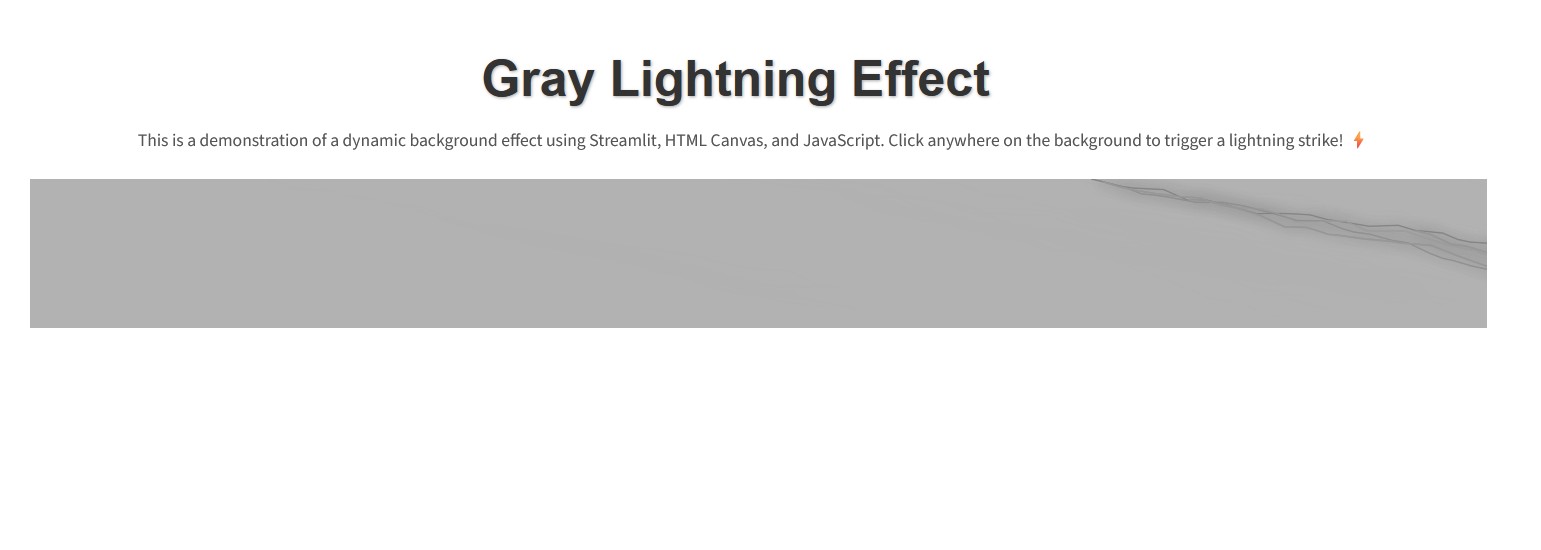 Gray Lightning Effect
This is a demonstration of a dynamic background effect using Streamlit, HTML Canvas, and JavaScript. Click anywhere on the background to trigger a lightning strike! ⚡